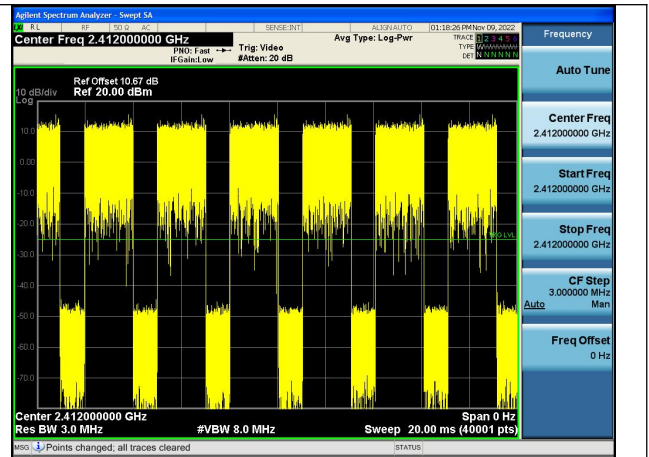 Agilent Spectrum Analyzer - Swept SA
RL RF 50 Ω AC SENSE:INT ALIGN AUTO 01:18:26 PM Nov 09, 2022
Center Freq 2.412000000 GHz
Avg Type: Log-Pwr
TRACE 1 2 3 4 5 6
PNO: Fast Trig: Video
TYPE
IFGain:Low #Atten: 20 dB
DET N N N N N N
Ref Offset 10.67 dB
10 dB/div Ref 20.00 dBm
Log
10.0
0.00
-10.0
-20.0
-30.0
-40.0
-50.0
-60.0
-70.0
Center 2.412000000 GHz Span 0 Hz
Res BW 3.0 MHz #VBW 8.0 MHz Sweep 20.00 ms (40001 pts)
MSG Points changed; all traces cleared STATUS
Frequency
Auto Tune
Center Freq
2.412000000 GHz
Start Freq
2.412000000 GHz
Stop Freq
2.412000000 GHz
CF Step
3.000000 MHz
Auto Man
Freq Offset
0 Hz